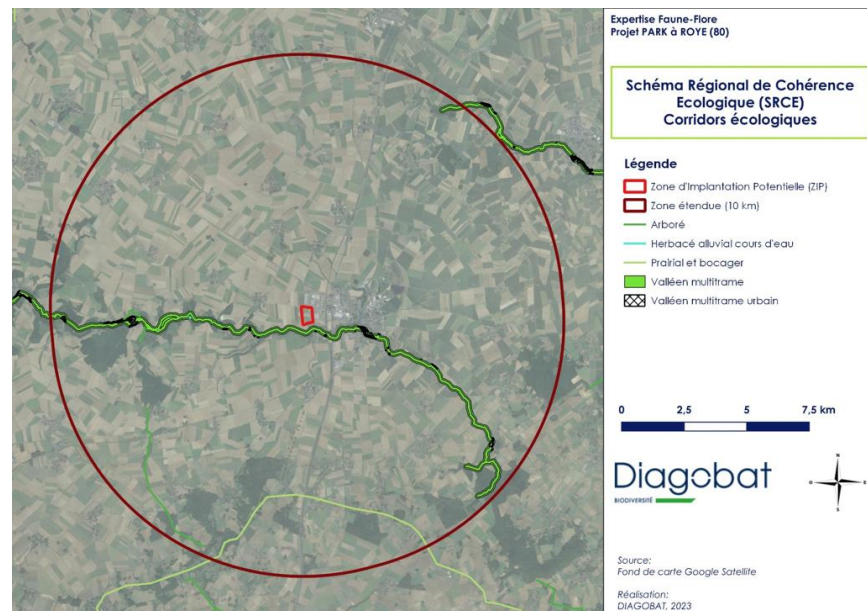 Expertise Faune-Flore
Projet PARK à ROYE (80)
Schéma Régional de Cohérence
Ecologique (SRCE)
Corridors écologiques
Légende
Zone d'Implantation Potentielle (ZIP)
Zone étendue (10 km)
Arboré
Herbacé alluvial cours d'eau
Prairial et bocager
Valléen multitrame
Valléen multitrame urbain
0 2,5 5 7,5 km
Diagobat
BIODIVERSITÉ
N
O E
S
Source:
Fond de carte Google Satellite
Réalisation:
DIAGOBAT, 2023